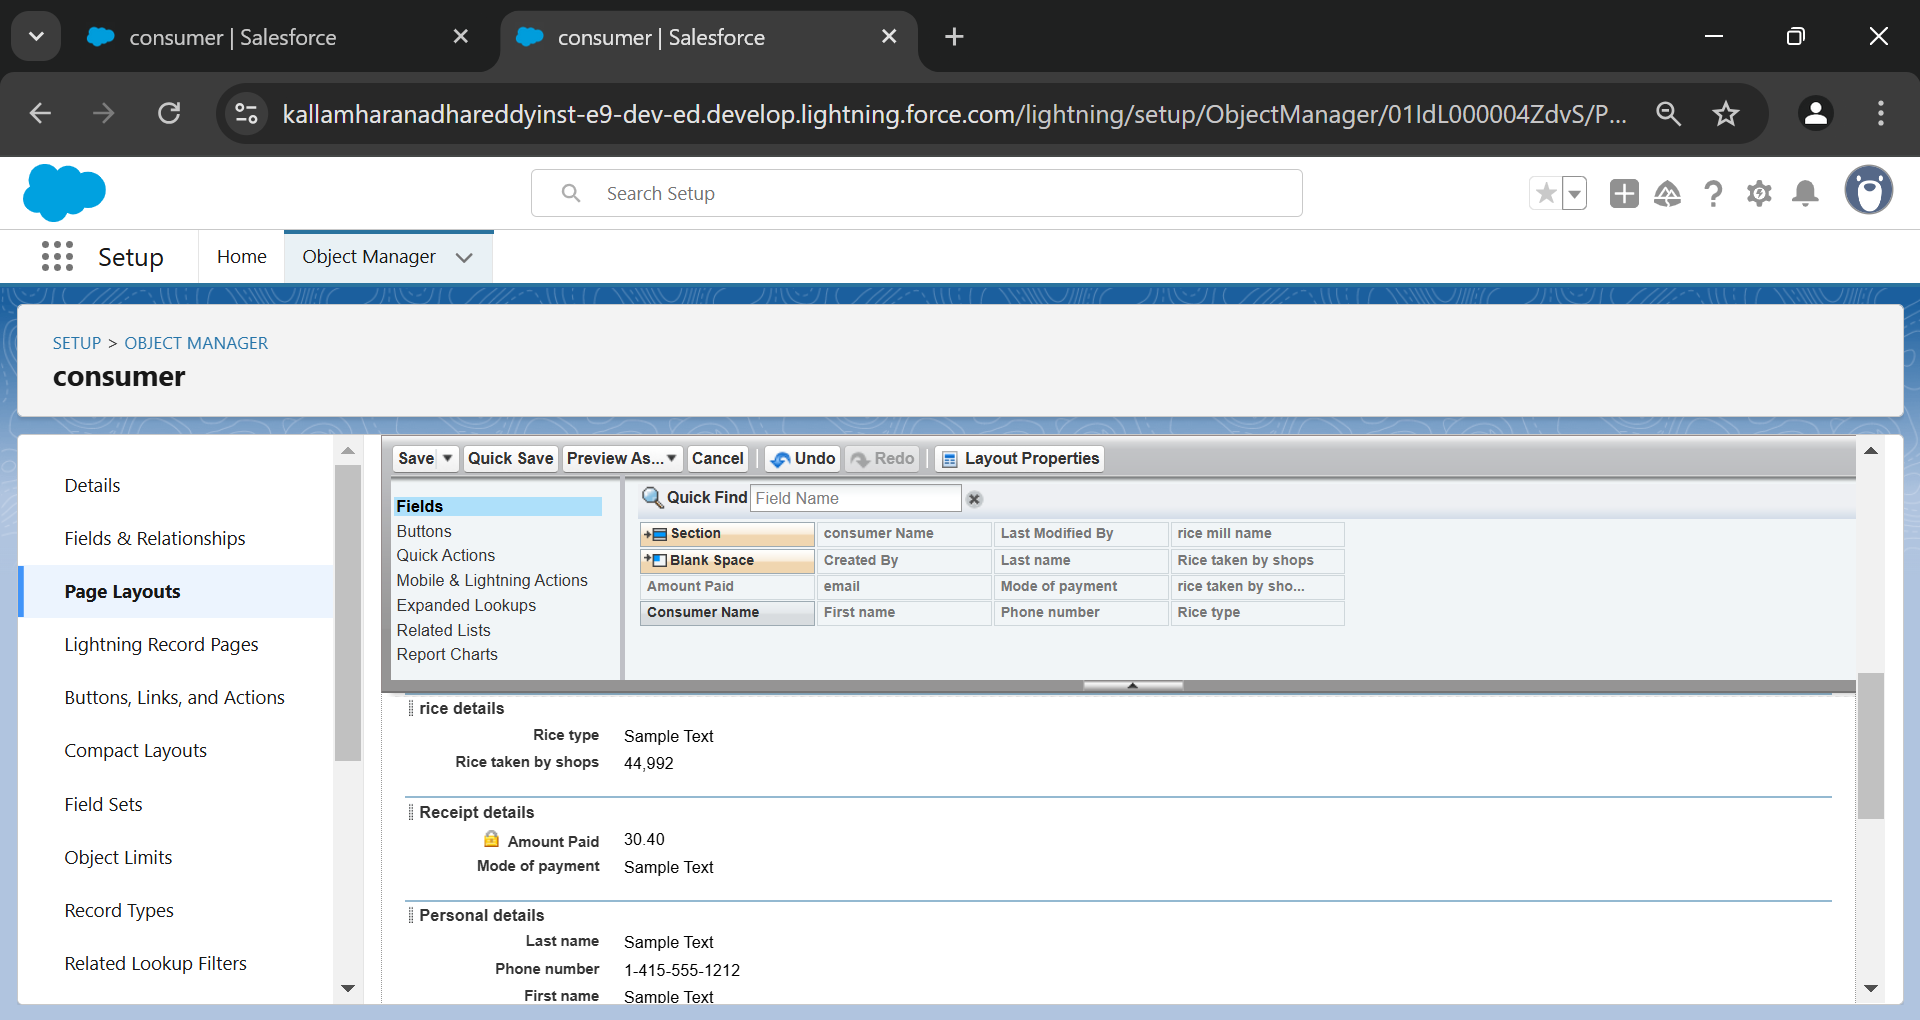 consumer | Salesforce
consumer | Salesforce
kallamharanadhareddyinst-e9-dev-ed.develop.lightning.force.com/lightning/setup/ObjectManager/01IdL000004ZdvS/P...
Search Setup
Setup
Home
Object Manager
SETUP > OBJECT MANAGER
consumer
Details
Fields & Relationships
Page Layouts
Lightning Record Pages
Buttons, Links, and Actions
Compact Layouts
Field Sets
Object Limits
Record Types
Related Lookup Filters
Save
Quick Save
Preview As...
Cancel
Undo
Redo
Layout Properties
Fields
Buttons
Quick Actions
Mobile & Lightning Actions
Expanded Lookups
Related Lists
Report Charts
Quick Find Field Name
Section consumer Name Last Modified By rice mill name
Blank Space Created By Last name Rice taken by shops
Amount Paid email Mode of payment rice taken by sho...
Consumer Name First name Phone number Rice type
rice details
Rice type Sample Text
Rice taken by shops 44,992
Receipt details
Amount Paid 30.40
Mode of payment Sample Text
Personal details
Last name Sample Text
Phone number 1-415-555-1212
First name Sample Text